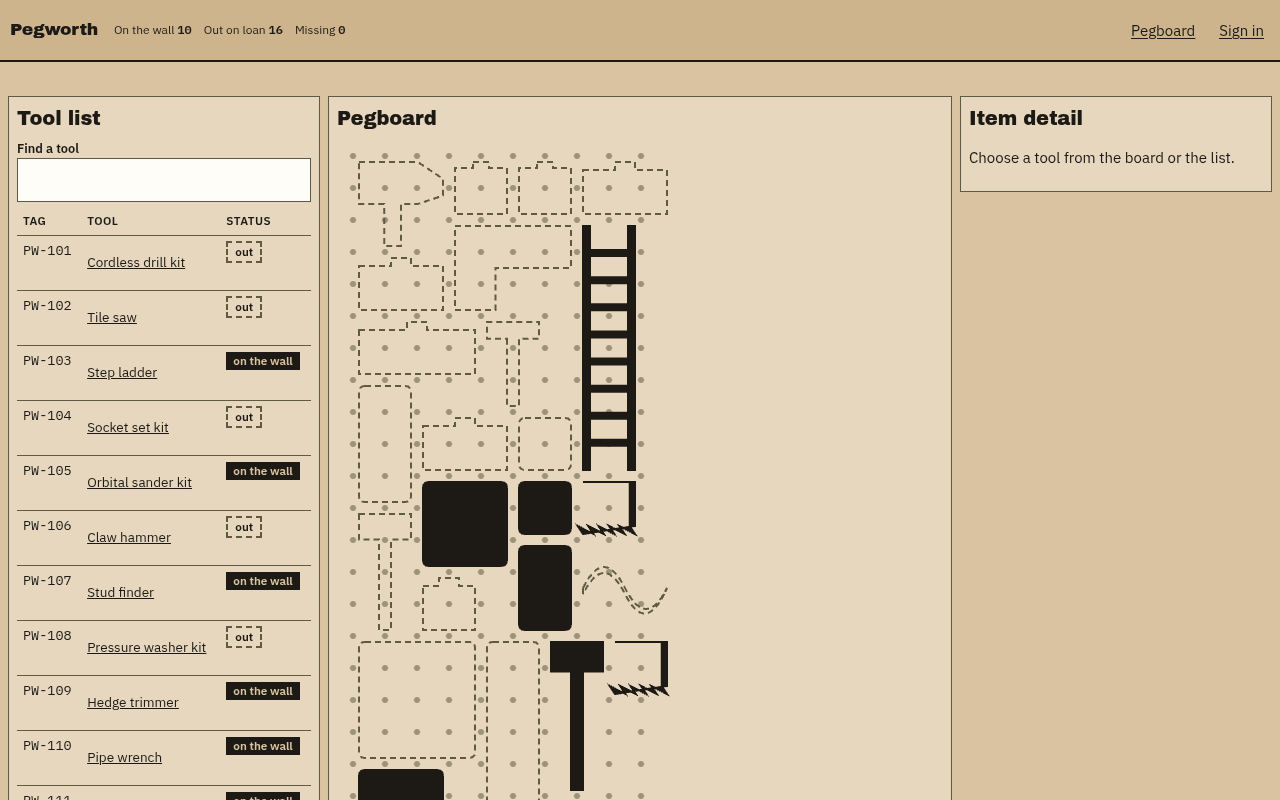 Pegworth
On the wall 10 Out on loan 16 Missing 0
Pegboard
Sign in
Tool list
Find a tool
TAG TOOL STATUS
PW-101 Cordless drill kit out
PW-102 Tile saw out
PW-103 Step ladder on the wall
PW-104 Socket set kit out
PW-105 Orbital sander kit on the wall
PW-106 Claw hammer out
PW-107 Stud finder on the wall
PW-108 Pressure washer kit out
PW-109 Hedge trimmer on the wall
PW-110 Pipe wrench on the wall
PW-111 on the wall
Pegboard
Item detail
Choose a tool from the board or the list.